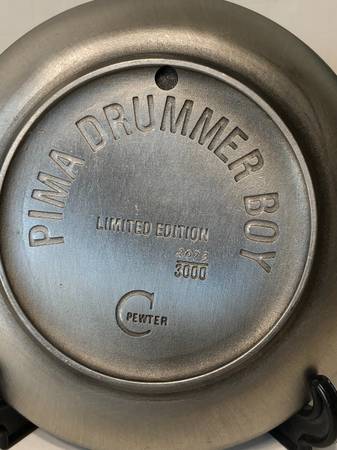 PIMA DRUMMER BOY
LIMITED EDITION
3000
C
PEWTER